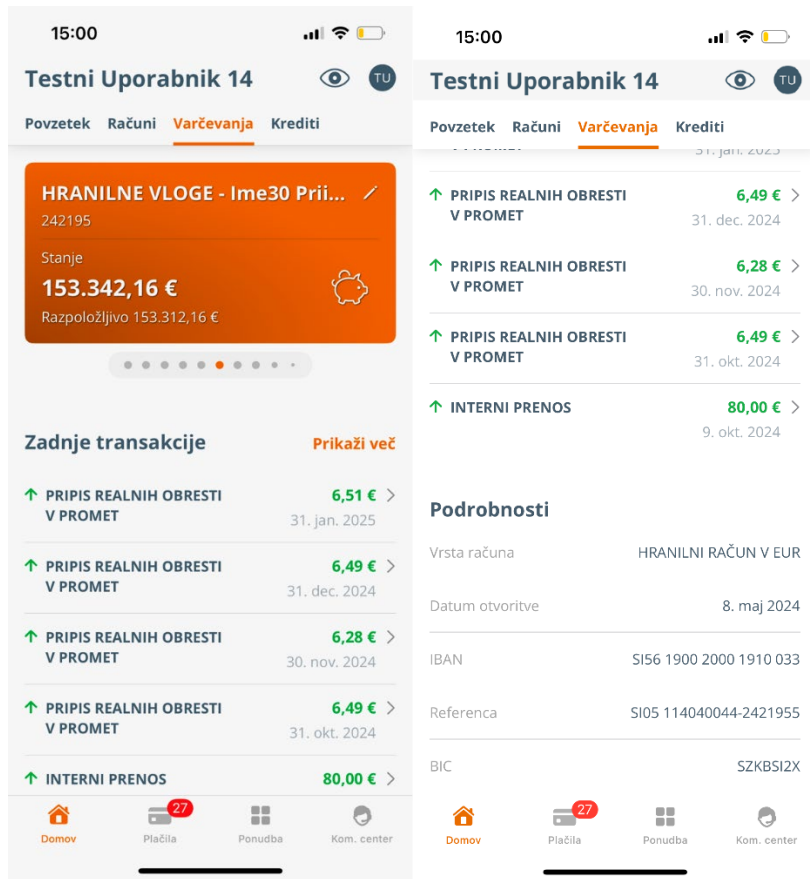 15:00
Testni Uporabnik 14
TU
Povzetek Računi Varčevanja Krediti
HRANILNE VLOGE - Ime30 Prii...
242195
Stanje
153.342,16 €
Razpoložljivo 153.312,16 €
Zadnje transakcije Prikaži več
PRIPIS REALNIH OBRESTI 6,51 €
V PROMET 31. jan. 2025
PRIPIS REALNIH OBRESTI 6,49 €
V PROMET 31. dec. 2024
PRIPIS REALNIH OBRESTI 6,28 €
V PROMET 30. nov. 2024
PRIPIS REALNIH OBRESTI 6,49 €
V PROMET 31. okt. 2024
INTERNI PRENOS 80,00 €
27
Domov Plačila Ponudba Kom. center
15:00
Testni Uporabnik 14
TU
Povzetek Računi Varčevanja Krediti
31. jan. 2025
PRIPIS REALNIH OBRESTI 6,49 €
V PROMET 31. dec. 2024
PRIPIS REALNIH OBRESTI 6,28 €
V PROMET 30. nov. 2024
PRIPIS REALNIH OBRESTI 6,49 €
V PROMET 31. okt. 2024
INTERNI PRENOS 80,00 €
9. okt. 2024
Podrobnosti
Vrsta računa HRANILNI RAČUN V EUR
Datum otvoritve 8. maj 2024
IBAN SI56 1900 2000 1910 033
Referenca SI05 114040044-2421955
BIC SZKBSI2X
27
Domov Plačila Ponudba Kom. center